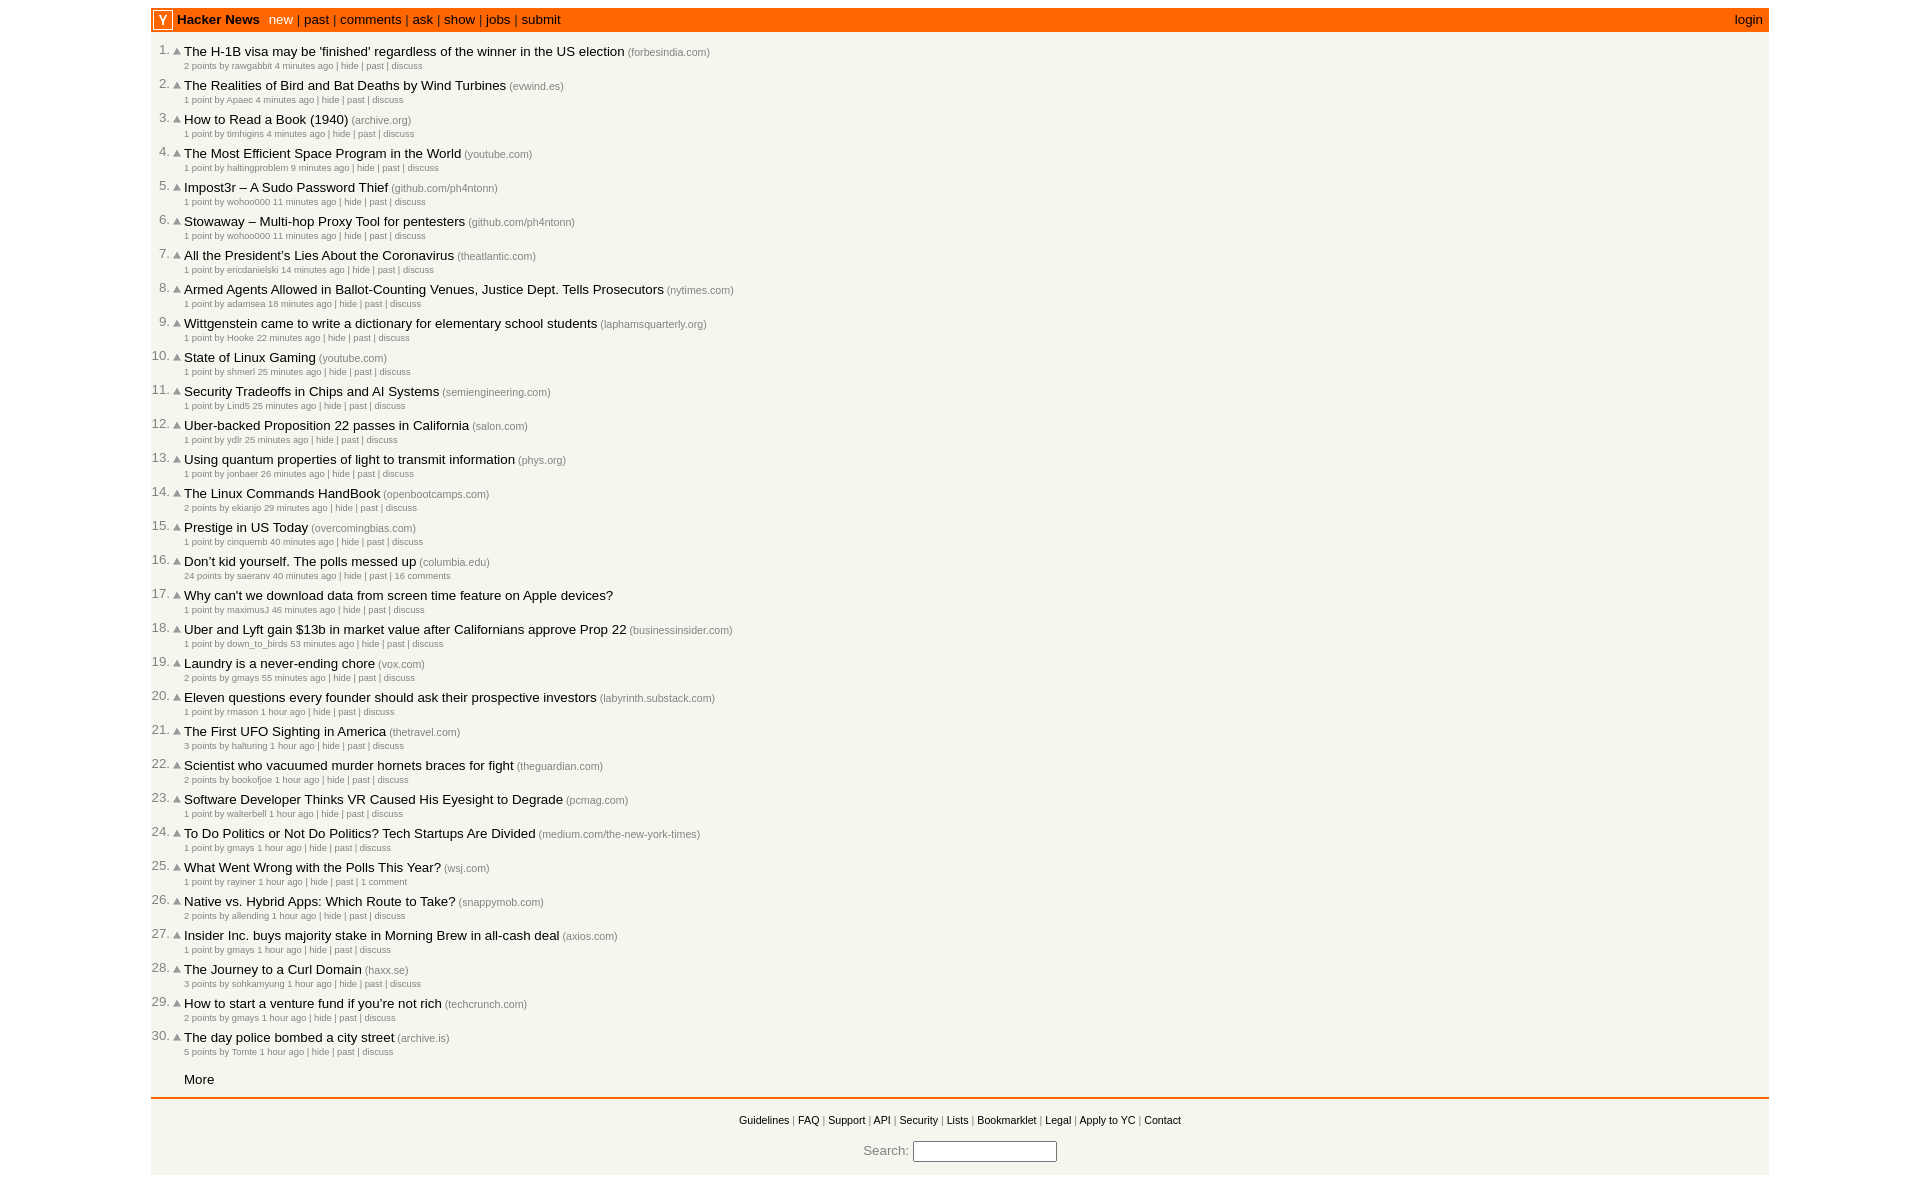 Y Hacker News new | past | comments | ask | show | jobs | submit login
1. The H-1B visa may be 'finished' regardless of the winner in the US election (forbesindia.com)
2 points by rawgabbit 4 minutes ago | hide | past | discuss
2. The Realities of Bird and Bat Deaths by Wind Turbines (evwind.es)
1 point by Apaec 4 minutes ago | hide | past | discuss
3. How to Read a Book (1940) (archive.org)
1 point by timhigins 4 minutes ago | hide | past | discuss
4. The Most Efficient Space Program in the World (youtube.com)
1 point by haltingproblem 9 minutes ago | hide | past | discuss
5. Impost3r – A Sudo Password Thief (github.com/ph4ntonn)
1 point by wohoo000 11 minutes ago | hide | past | discuss
6. Stowaway – Multi-hop Proxy Tool for pentesters (github.com/ph4ntonn)
1 point by wohoo000 11 minutes ago | hide | past | discuss
7. All the President’s Lies About the Coronavirus (theatlantic.com)
1 point by ericdanielski 14 minutes ago | hide | past | discuss
8. Armed Agents Allowed in Ballot-Counting Venues, Justice Dept. Tells Prosecutors (nytimes.com)
1 point by adamsea 18 minutes ago | hide | past | discuss
9. Wittgenstein came to write a dictionary for elementary school students (laphamsquarterly.org)
1 point by Hooke 22 minutes ago | hide | past | discuss
10. State of Linux Gaming (youtube.com)
1 point by shmerl 25 minutes ago | hide | past | discuss
11. Security Tradeoffs in Chips and AI Systems (semiengineering.com)
1 point by Lind5 25 minutes ago | hide | past | discuss
12. Uber-backed Proposition 22 passes in California (salon.com)
1 point by ydlr 25 minutes ago | hide | past | discuss
13. Using quantum properties of light to transmit information (phys.org)
1 point by jonbaer 26 minutes ago | hide | past | discuss
14. The Linux Commands HandBook (openbootcamps.com)
2 points by ekianjo 29 minutes ago | hide | past | discuss
15. Prestige in US Today (overcomingbias.com)
1 point by cinquemb 40 minutes ago | hide | past | discuss
16. Don’t kid yourself. The polls messed up (columbia.edu)
24 points by saeranv 40 minutes ago | hide | past | 16 comments
17. Why can't we download data from screen time feature on Apple devices?
1 point by maximusJ 46 minutes ago | hide | past | discuss
18. Uber and Lyft gain $13b in market value after Californians approve Prop 22 (businessinsider.com)
1 point by down_to_birds 53 minutes ago | hide | past | discuss
19. Laundry is a never-ending chore (vox.com)
2 points by gmays 55 minutes ago | hide | past | discuss
20. Eleven questions every founder should ask their prospective investors (labyrinth.substack.com)
1 point by rmason 1 hour ago | hide | past | discuss
21. The First UFO Sighting in America (thetravel.com)
3 points by halturing 1 hour ago | hide | past | discuss
22. Scientist who vacuumed murder hornets braces for fight (theguardian.com)
2 points by bookofjoe 1 hour ago | hide | past | discuss
23. Software Developer Thinks VR Caused His Eyesight to Degrade (pcmag.com)
1 point by walterbell 1 hour ago | hide | past | discuss
24. To Do Politics or Not Do Politics? Tech Startups Are Divided (medium.com/the-new-york-times)
1 point by gmays 1 hour ago | hide | past | discuss
25. What Went Wrong with the Polls This Year? (wsj.com)
1 point by rayiner 1 hour ago | hide | past | 1 comment
26. Native vs. Hybrid Apps: Which Route to Take? (snappymob.com)
2 points by allending 1 hour ago | hide | past | discuss
27. Insider Inc. buys majority stake in Morning Brew in all-cash deal (axios.com)
1 point by gmays 1 hour ago | hide | past | discuss
28. The Journey to a Curl Domain (haxx.se)
3 points by sohkamyung 1 hour ago | hide | past | discuss
29. How to start a venture fund if you’re not rich (techcrunch.com)
2 points by gmays 1 hour ago | hide | past | discuss
30. The day police bombed a city street (archive.is)
5 points by Tomte 1 hour ago | hide | past | discuss
More
Guidelines | FAQ | Support | API | Security | Lists | Bookmarklet | Legal | Apply to YC | Contact
Search: